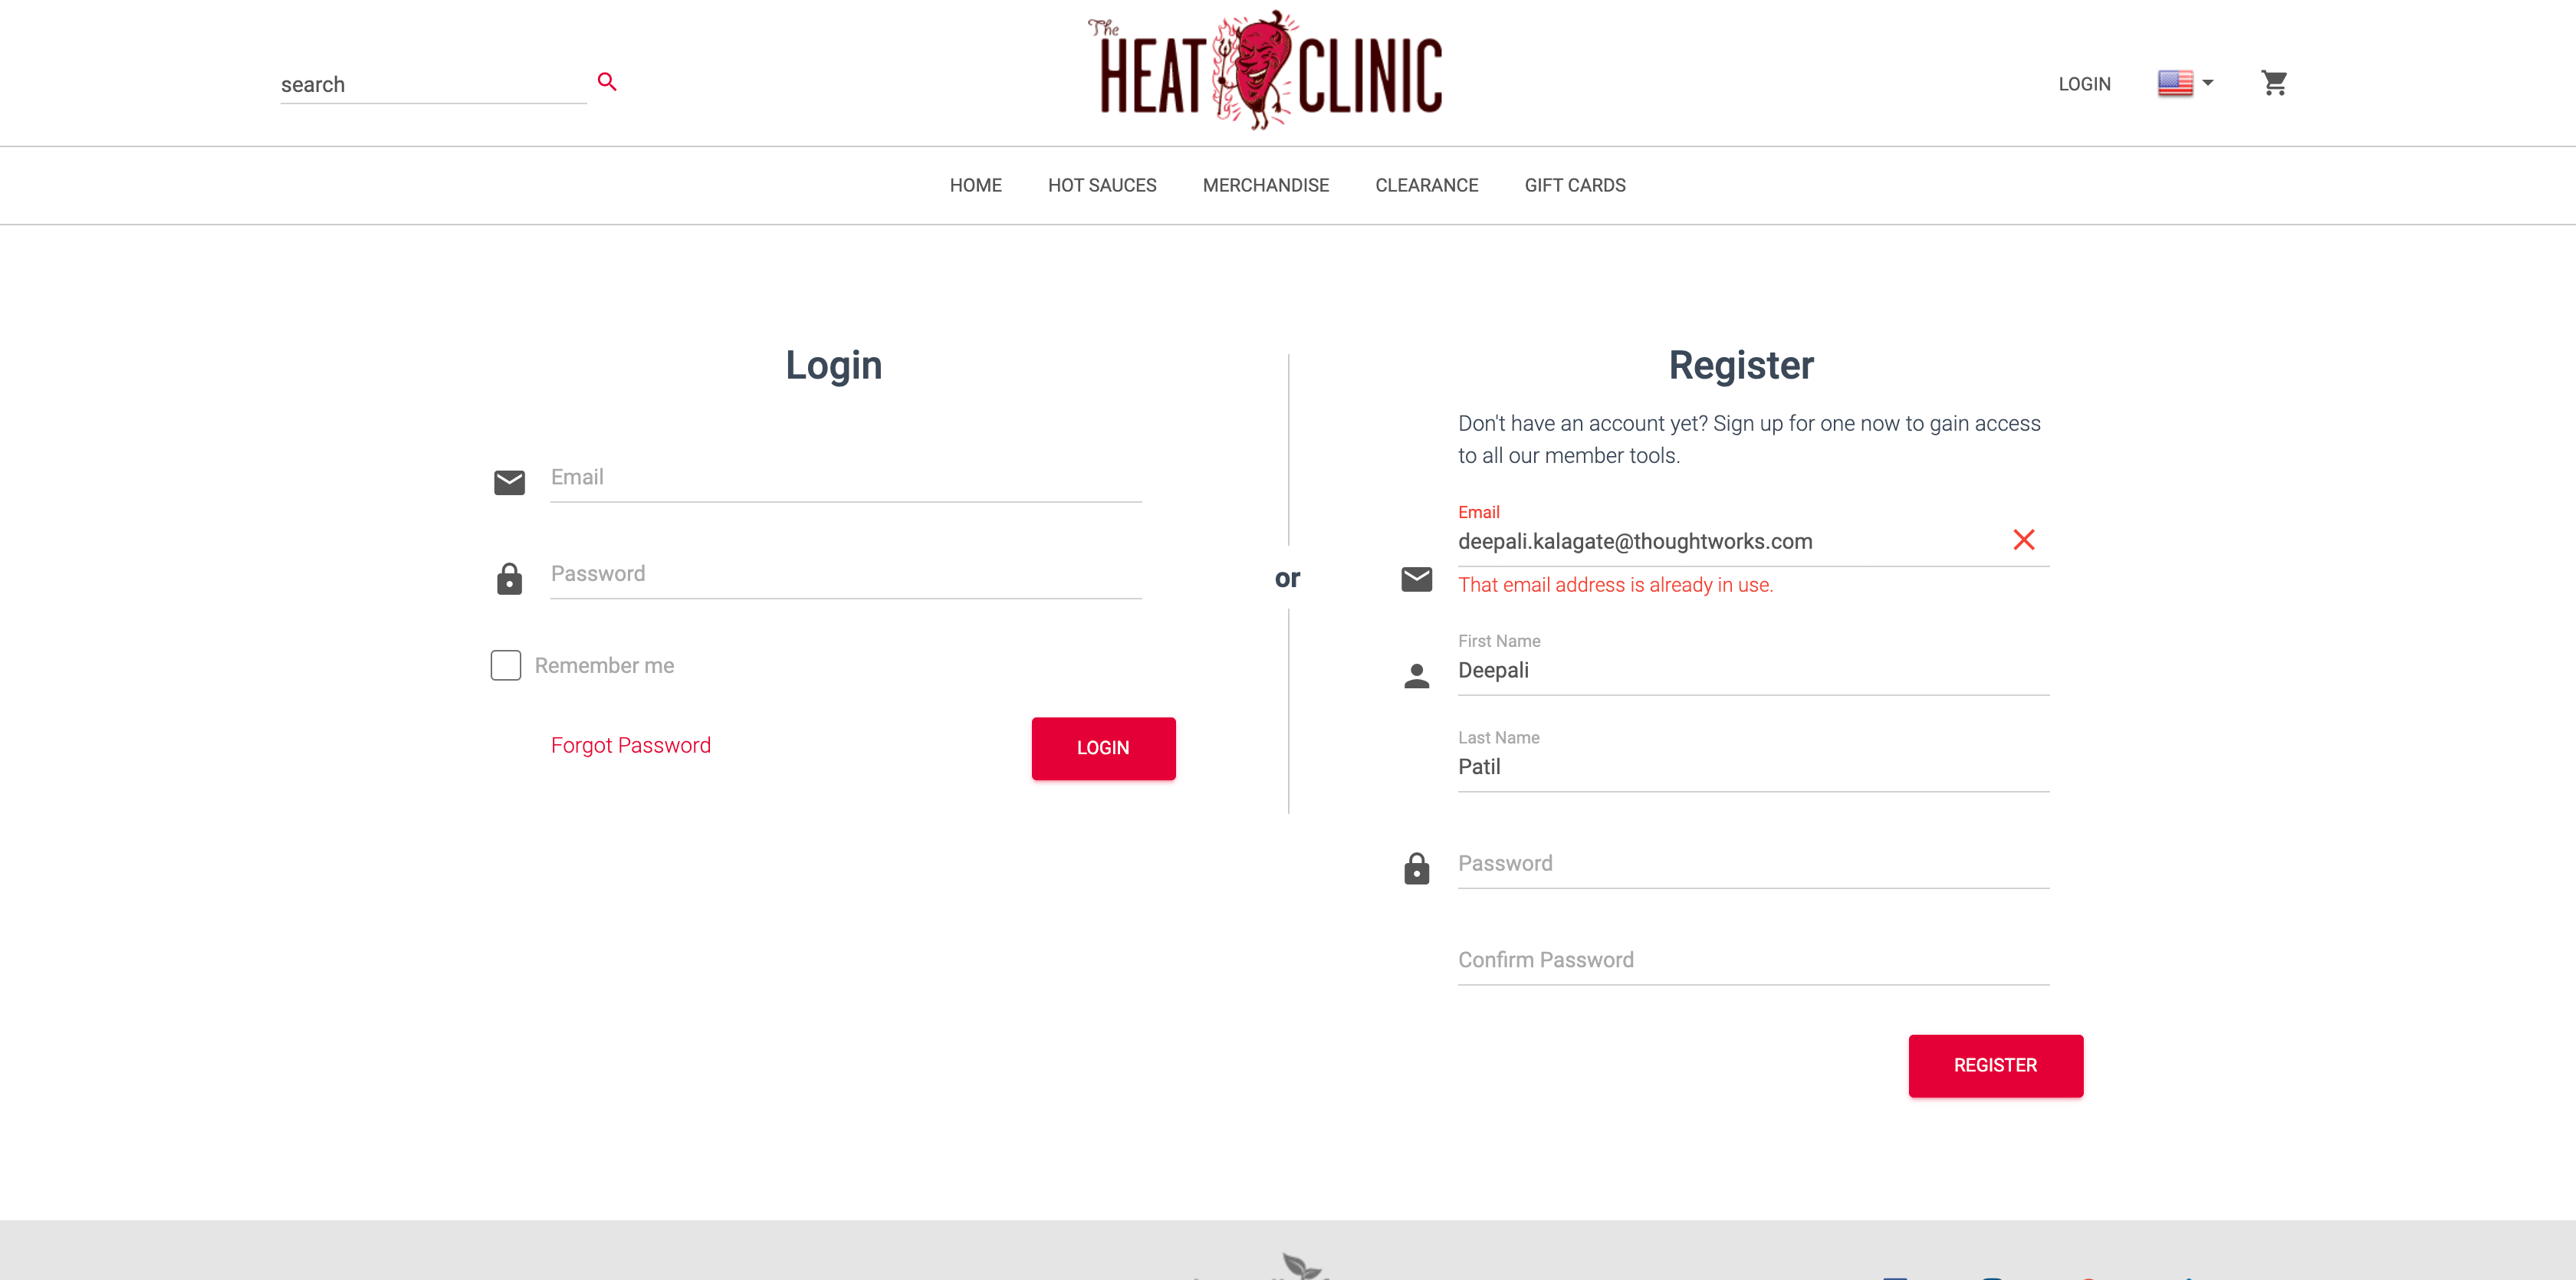 The
HEAT CLINIC
search
LOGIN
HOME HOT SAUCES MERCHANDISE CLEARANCE GIFT CARDS
Login
Email
Password
Remember me
Forgot Password
LOGIN
or
Register
Don't have an account yet? Sign up for one now to gain access
to all our member tools.
Email
deepali.kalagate@thoughtworks.com
That email address is already in use.
First Name
Deepali
Last Name
Patil
Password
Confirm Password
REGISTER